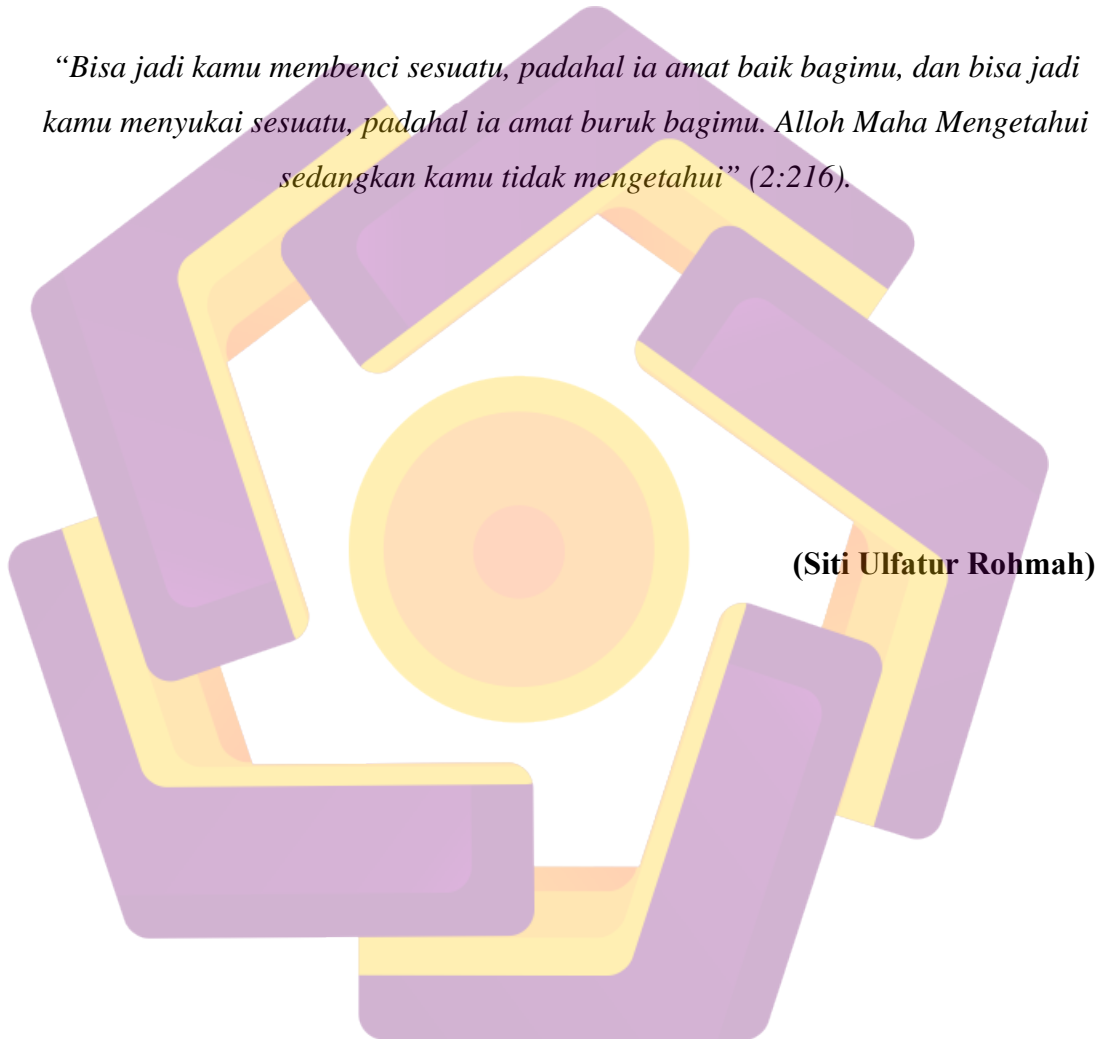 “Bisa jadi kamu membenci sesuatu, padahal ia amat baik bagimu, dan bisa jadi
kamu menyukai sesuatu, padahal ia amat buruk bagimu. Alloh Maha Mengetahui
sedangkan kamu tidak mengetahui” (2:216).
(Siti Ulfatur Rohmah)